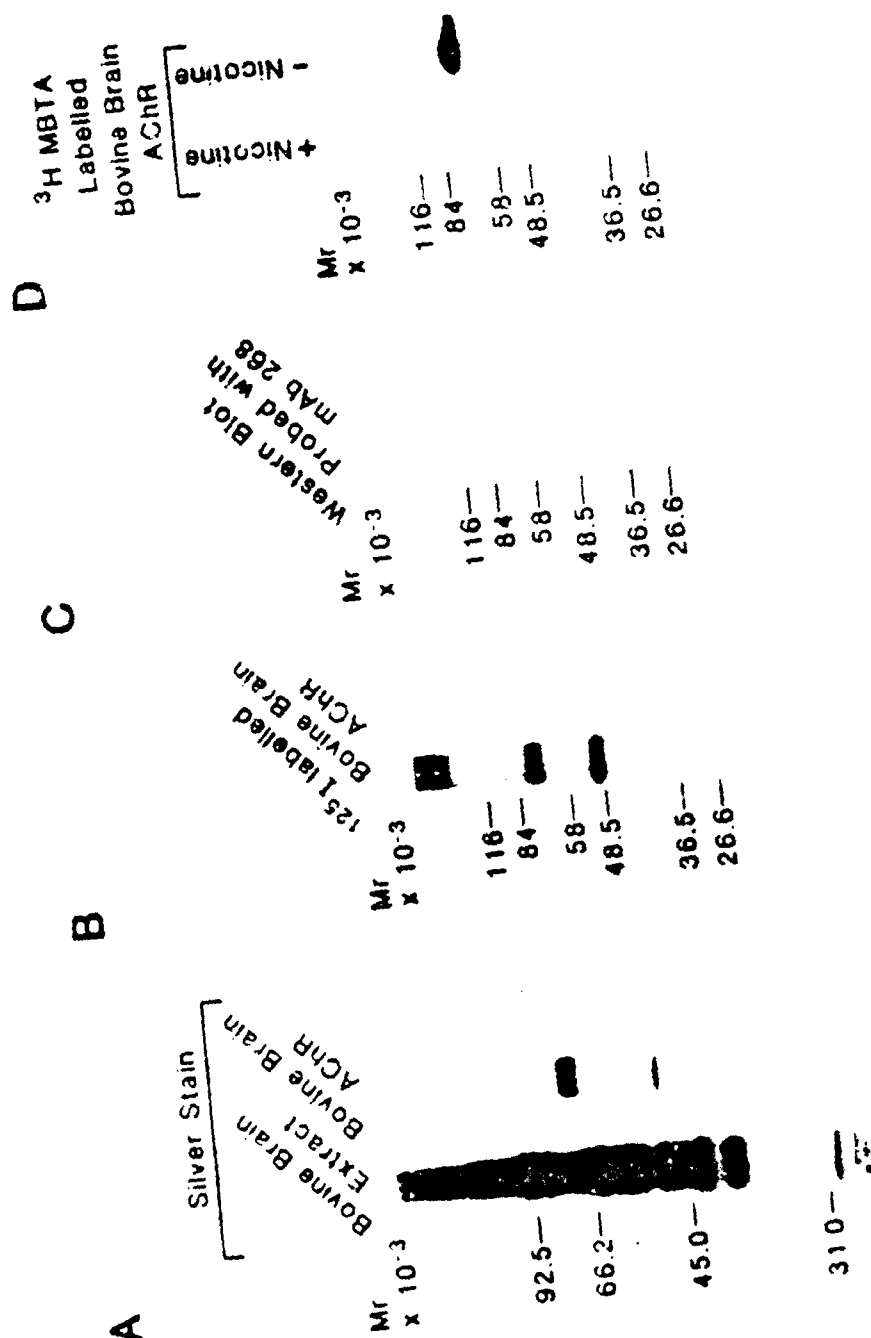 A
Silver Stain
Bovine Brain
Extract
Bovine Brain
AChR
Mr
x 10-3
92.5—
66.2—
45.0—
31 0—
B
125I labelled
Bovine Brain
AChR
Mr
x 10-3
116—
84—
58—
48.5—
36.5—
26.6—
C
Western Blot
Probed with
mAb 268
Mr
x 10-3
116—
84—
58—
48.5—
36.5—
26.6—
D
3H MBTA
Labelled
Bovine Brain
AChR
+ Nicotine
- Nicotine
Mr
x 10-3
116—
84—
58—
48.5—
36.5—
26.6—